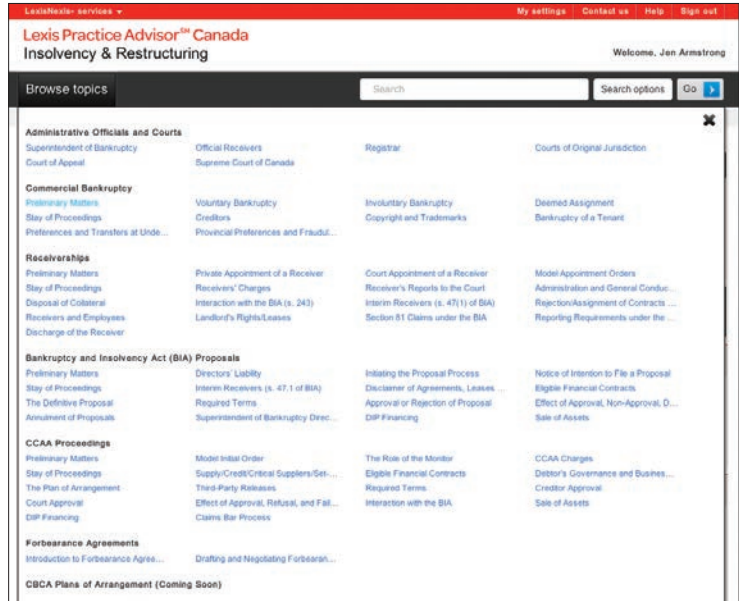 LexisNexis® services My settings Contact us Help Sign out
Lexis Practice Advisor℠ Canada
Insolvency & Restructuring
Welcome, Jen Armstrong
Browse topics Search Search options Go
Administrative Officials and Courts
Superintendent of Bankruptcy Official Receivers Registrar Courts of Original Jurisdiction
Court of Appeal Supreme Court of Canada
Commercial Bankruptcy
Preliminary Matters Voluntary Bankruptcy Involuntary Bankruptcy Deemed Assignment
Stay of Proceedings Creditors Copyright and Trademarks Bankruptcy of a Tenant
Preferences and Transfers at Unde... Provincial Preferences and Fraudul...
Receiverships
Preliminary Matters Private Appointment of a Receiver Court Appointment of a Receiver Model Appointment Orders
Stay of Proceedings Receivers' Charges Receiver's Reports to the Court Administration and General Conduc...
Disposal of Collateral Interaction with the BIA (s. 243) Interim Receivers (s. 47(1) of BIA) Rejection/Assignment of Contracts ...
Receivers and Employees Landlord's Rights/Leases Section 81 Claims under the BIA Reporting Requirements under the ...
Discharge of the Receiver
Bankruptcy and Insolvency Act (BIA) Proposals
Preliminary Matters Directors' Liability Initiating the Proposal Process Notice of Intention to File a Proposal
Stay of Proceedings Interim Receivers (s. 47.1 of BIA) Disclaimer of Agreements, Leases ... Eligible Financial Contracts
The Definitive Proposal Required Terms Approval or Rejection of Proposal Effect of Approval, Non-Approval, D...
Annulment of Proposals Superintendent of Bankruptcy Direc... DIP Financing Sale of Assets
CCAA Proceedings
Preliminary Matters Model Initial Order The Role of the Monitor CCAA Charges
Stay of Proceedings Supply/Credit/Critical Suppliers/Set-... Eligible Financial Contracts Debtor's Governance and Busines...
The Plan of Arrangement Third-Party Releases Required Terms Creditor Approval
Court Approval Effect of Approval, Refusal, and Fail... Interaction with the BIA Sale of Assets
DIP Financing Claims Bar Process
Forbearance Agreements
Introduction to Forbearance Agree... Drafting and Negotiating Forbearan...
CBCA Plans of Arrangement (Coming Soon)